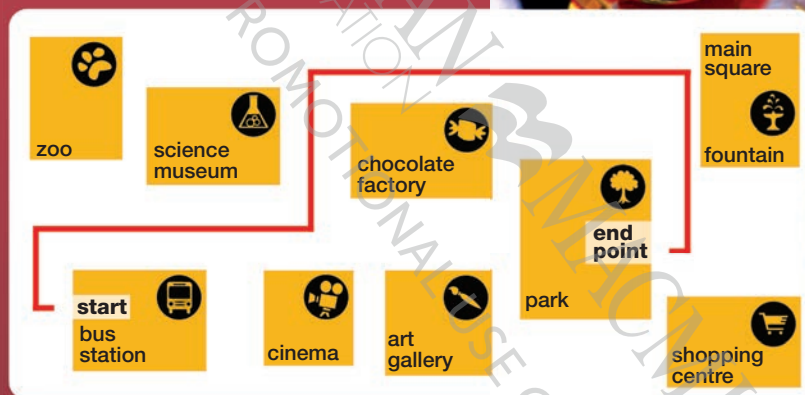 zoo
science
museum
chocolate
factory
main
square
fountain
start
bus
station
cinema
art
gallery
end
point
park
shopping
centre